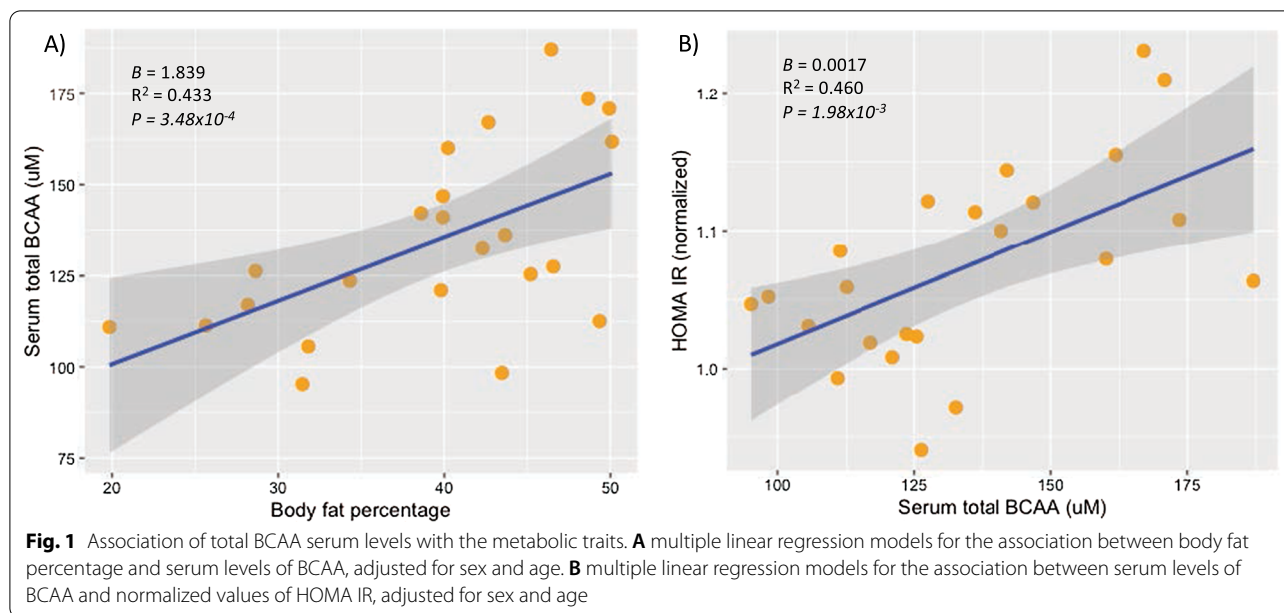 A)
B = 1.839
R² = 0.433
P = 3.48x10⁻⁴
175
150
125
100
75
Serum total BCAA (uM)
20 30 40 50
Body fat percentage
B)
B = 0.0017
R² = 0.460
P = 1.98x10⁻³
1.2
1.1
1.0
HOMA IR (normalized)
100 125 150 175
Serum total BCAA (uM)
Fig. 1 Association of total BCAA serum levels with the metabolic traits. A multiple linear regression models for the association between body fat
percentage and serum levels of BCAA, adjusted for sex and age. B multiple linear regression models for the association between serum levels of
BCAA and normalized values of HOMA IR, adjusted for sex and age